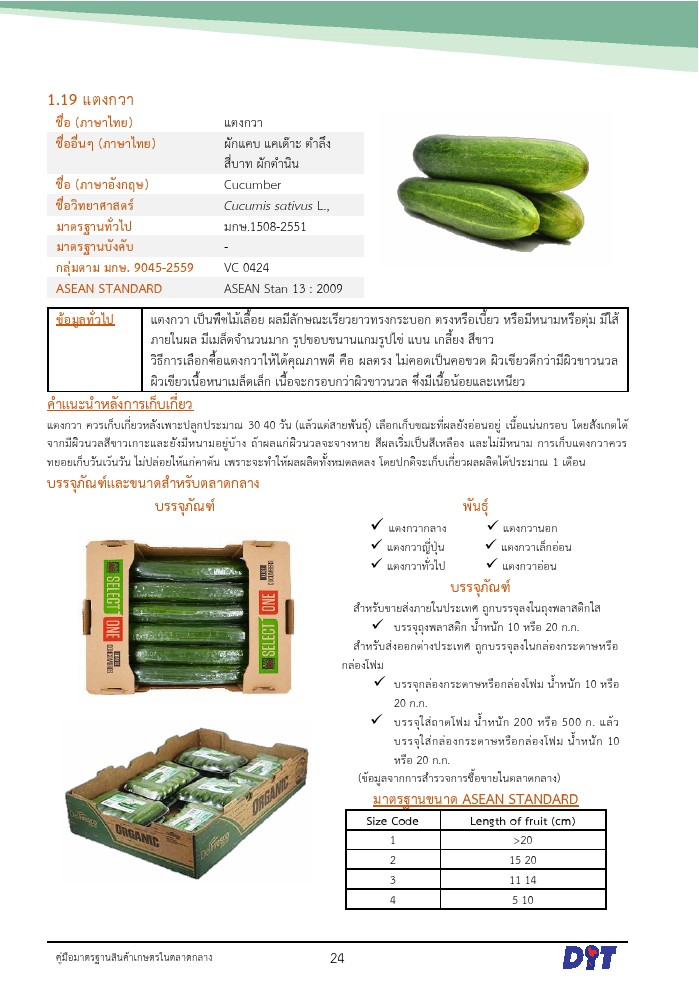 1.19 แตงกวา
ชื่อ (ภาษาไทย) แตงกวา
ชื่ออื่นๆ (ภาษาไทย) ผักแคบ แคเด๊าะ ตำลึง
สี่บาท ผักตำนิน
ชื่อ (ภาษาอังกฤษ) Cucumber
ชื่อวิทยาศาสตร์ Cucumis sativus L.,
มาตรฐานทั่วไป มกษ.1508-2551
มาตรฐานบังคับ -
กลุ่มตาม มกษ. 9045-2559 VC 0424
ASEAN STANDARD ASEAN Stan 13 : 2009
ข้อมูลทั่วไป แตงกวา เป็นพืชไม้เลื้อย ผลมีลักษณะเรียวยาวทรงกระบอก ตรงหรือเบี้ยว หรือมีหนามหรือตุ่ม มีไส้
ภายในผล มีเมล็ดจำนวนมาก รูปขอบขนานแกมรูปไข่ แบน เกลี้ยง สีขาว
วิธีการเลือกซื้อแตงกวาให้ได้คุณภาพดี คือ ผลตรง ไม่คอดเป็นคอขวด ผิวเขียวดีกว่ามีผิวขาวนวล
ผิวเขียวเนื้อหนาเมล็ดเล็ก เนื้อจะกรอบกว่าผิวขาวนวล ซึ่งมีเนื้อน้อยและเหนียว
คำแนะนำหลังการเก็บเกี่ยว
แตงกวา ควรเก็บเกี่ยวหลังเพาะปลูกประมาณ 30 40 วัน (แล้วแต่สายพันธุ์) เลือกเก็บขณะที่ผลยังอ่อนอยู่ เนื้อแน่นกรอบ โดยสังเกตได้
จากมีผิวนวลสีขาวเกาะและยังมีหนามอยู่บ้าง ถ้าผลแก่ผิวนวลจะจางหาย สีผลเริ่มเป็นสีเหลือง และไม่มีหนาม การเก็บแตงกวาควร
ทยอยเก็บวันเว้นวัน ไม่ปล่อยให้แก่คาต้น เพราะจะทำให้ผลผลิตทั้งหมดลดลง โดยปกติจะเก็บเกี่ยวผลผลิตได้ประมาณ 1 เดือน
บรรจุภัณฑ์และขนาดสำหรับตลาดกลาง
บรรจุภัณฑ์
SELECT
ONE
SELECT
ONE
ORGANIC
ORGANIC
พันธุ์
✓ แตงกวากลาง ✓ แตงกวานอก
✓ แตงกวาญี่ปุ่น ✓ แตงกวาเล็กอ่อน
✓ แตงกวาทั่วไป ✓ แตงกวาอ่อน
บรรจุภัณฑ์
สำหรับขายส่งภายในประเทศ ถูกบรรจุลงในถุงพลาสติกใส
✓ บรรจุถุงพลาสติก น้ำหนัก 10 หรือ 20 ก.ก.
สำหรับส่งออกต่างประเทศ ถูกบรรจุลงในกล่องกระดาษหรือ
กล่องโฟม
✓ บรรจุกล่องกระดาษหรือกล่องโฟม น้ำหนัก 10 หรือ
20 ก.ก.
✓ บรรจุใส่ถาดโฟม น้ำหนัก 200 หรือ 500 ก. แล้ว
บรรจุใส่กล่องกระดาษหรือกล่องโฟม น้ำหนัก 10
หรือ 20 ก.ก.
(ข้อมูลจากการสำรวจการซื้อขายในตลาดกลาง)
มาตรฐานขนาด ASEAN STANDARD
Size Code Length of fruit (cm)
1 >20
2 15 20
3 11 14
4 5 10
คู่มือมาตรฐานสินค้าเกษตรในตลาดกลาง 24 DIT